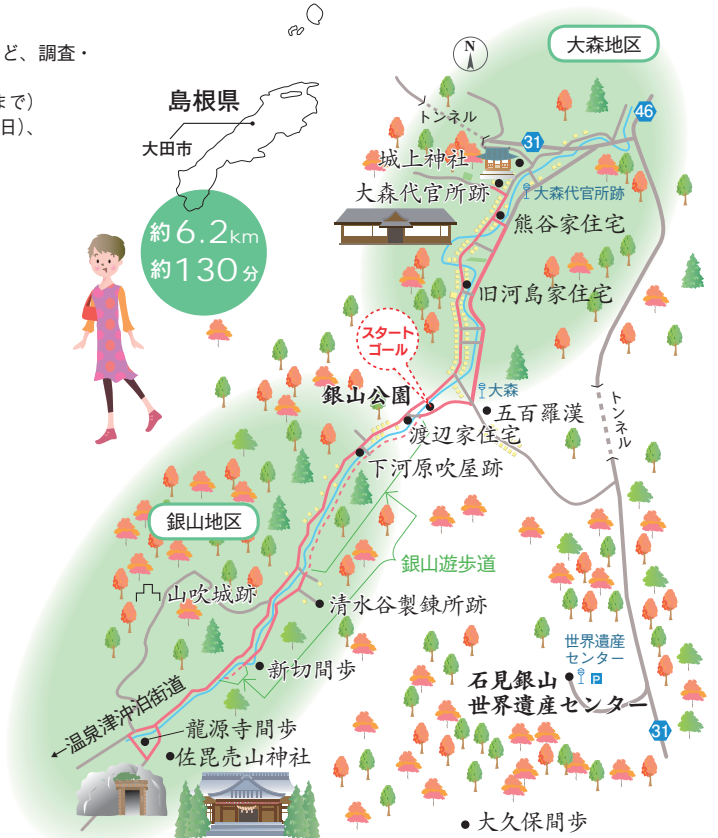 ど、調査・
まで)
日)、
島根県
大田市
約6.2km
約130分
N
大森地区
トンネル
31
46
城上神社
大森代官所跡
大森代官所跡
熊谷家住宅
旧河島家住宅
スタート
ゴール
銀山公園
大森
五百羅漢
渡辺家住宅
下河原吹屋跡
トンネル
銀山地区
銀山遊歩道
山吹城跡
清水谷製錬所跡
新切間歩
世界遺産
センター
P
石見銀山
世界遺産センター
31
←温泉津沖泊街道
龍源寺間歩
佐毘売山神社
大久保間歩